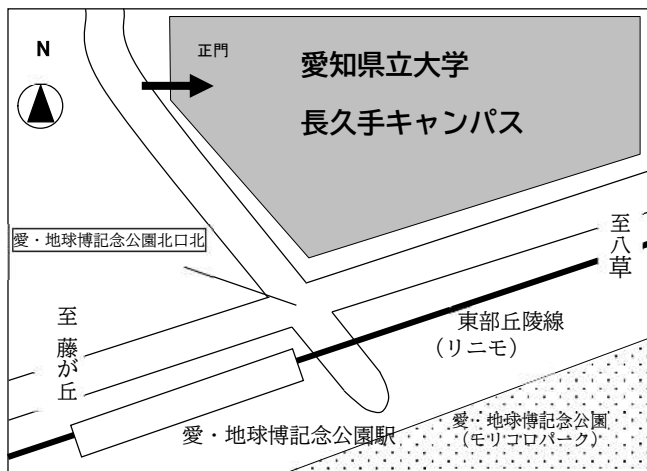 N
正門
愛知県立大学
長久手キャンパス
愛・地球博記念公園北口北
至八草
至 藤が丘
東部丘陵線
（リニモ）
愛・地球博記念公園駅
愛・地球博記念公園
（モリコロパーク）